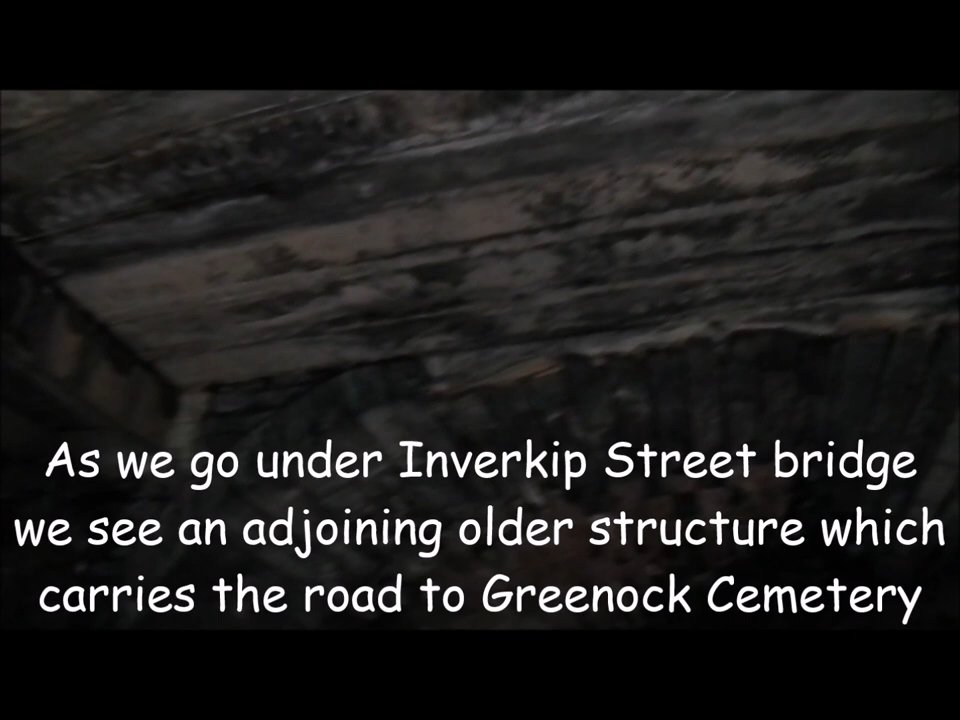 As we go under Inverkip Street bridge
we see an adjoining older structure which
carries the road to Greenock Cemetery